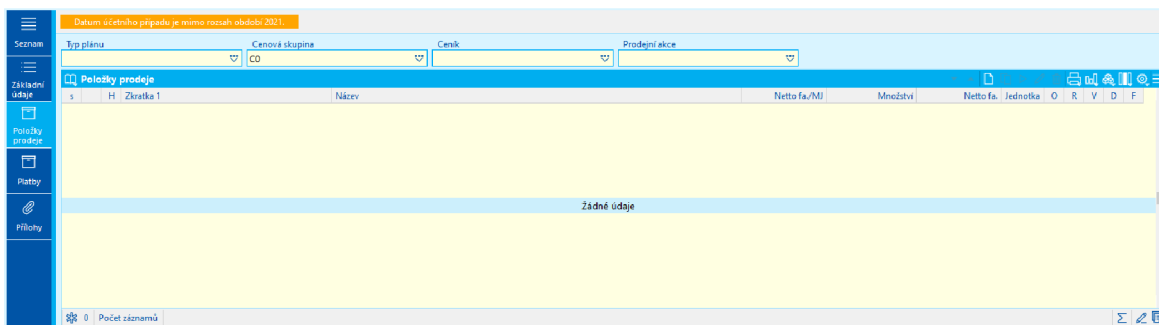 Datum účetního případu je mimo rozsah období 2021.
Seznam
Typ plánu
Cenová skupina
Ceník
Prodejní akce
C0
Základní
údaje
Položky prodeje
s H Zkratka 1 Název Netto fa./MJ Množství Netto fa. Jednotka O R V D F
Položky
prodeje
Platby
Žádné údaje
Přílohy
0 Počet záznamů